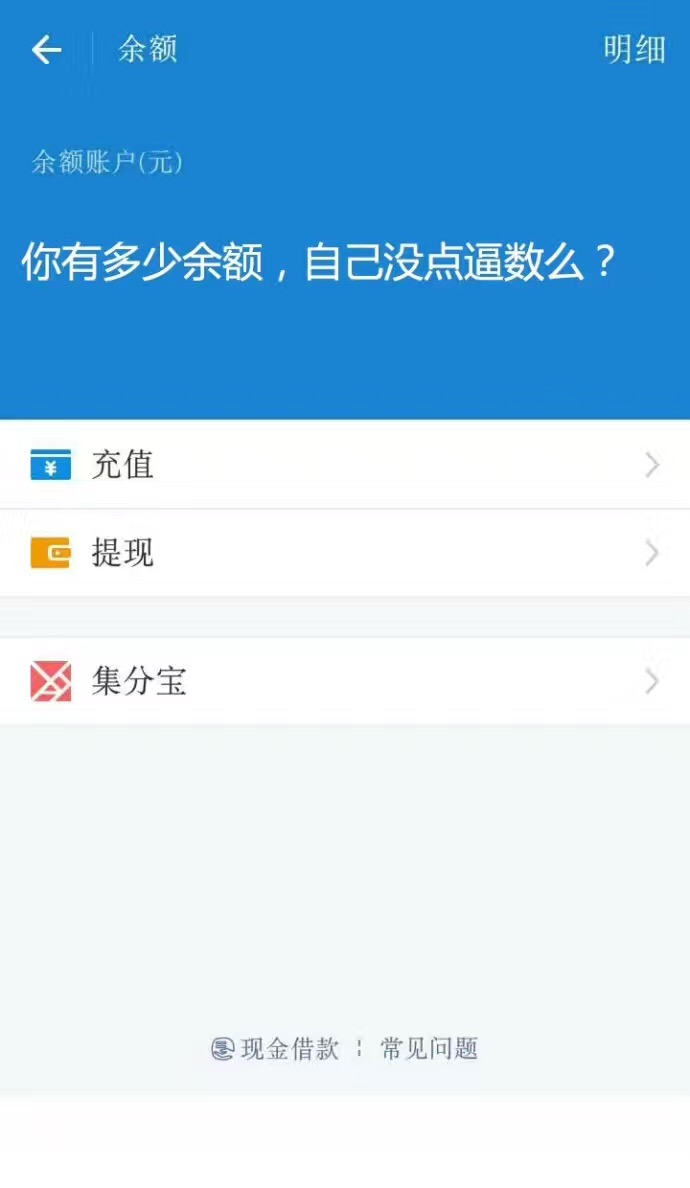 余额
明细
余额账户(元)
你有多少余额，自己没点逼数么？
充值
提现
集分宝
现金借款 ¦ 常见问题